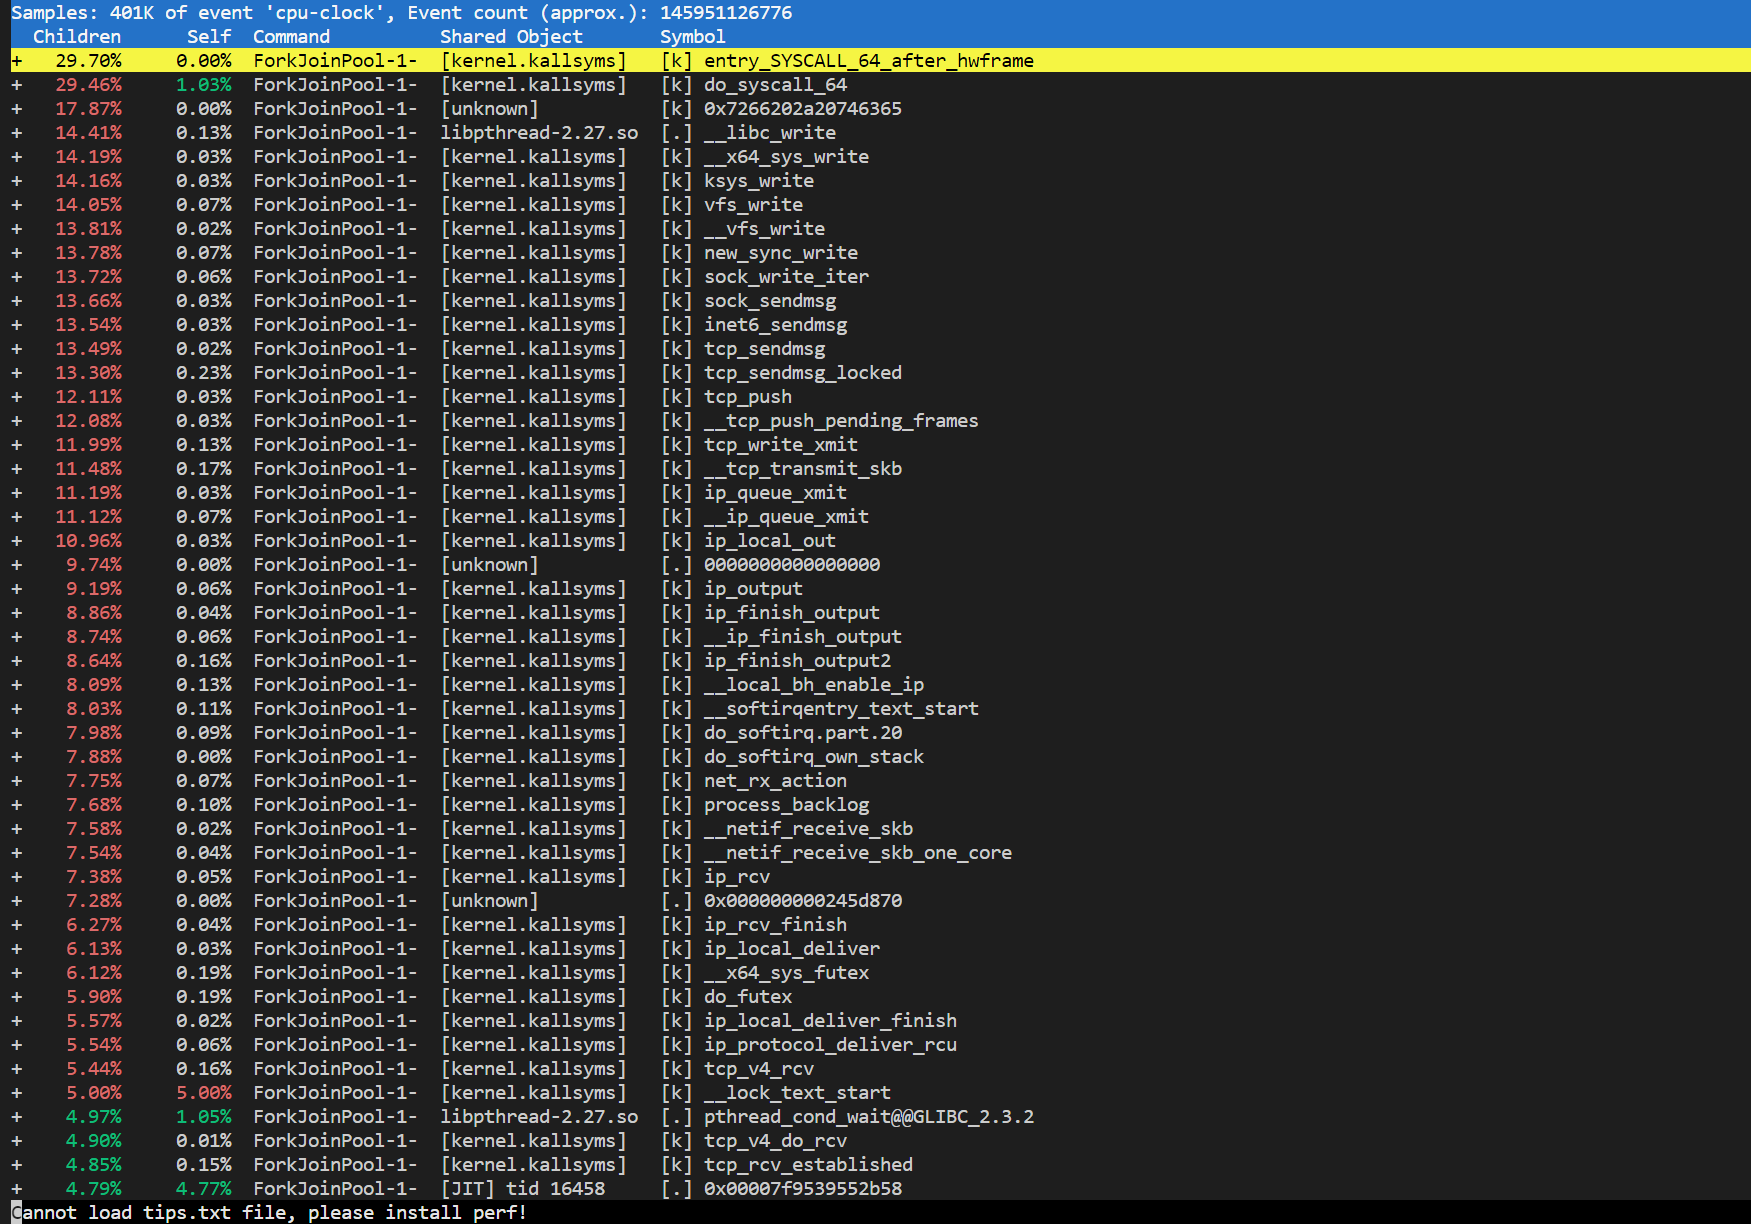 Samples: 401K of event 'cpu-clock', Event count (approx.): 145951126776
Children Self Command Shared Object Symbol
+ 29.70% 0.00% ForkJoinPool-1- [kernel.kallsyms] [k] entry_SYSCALL_64_after_hwframe
+ 29.46% 1.03% ForkJoinPool-1- [kernel.kallsyms] [k] do_syscall_64
+ 17.87% 0.00% ForkJoinPool-1- [unknown] [k] 0x7266202a20746365
+ 14.41% 0.13% ForkJoinPool-1- libpthread-2.27.so [.] __libc_write
+ 14.19% 0.03% ForkJoinPool-1- [kernel.kallsyms] [k] __x64_sys_write
+ 14.16% 0.03% ForkJoinPool-1- [kernel.kallsyms] [k] ksys_write
+ 14.05% 0.07% ForkJoinPool-1- [kernel.kallsyms] [k] vfs_write
+ 13.81% 0.02% ForkJoinPool-1- [kernel.kallsyms] [k] __vfs_write
+ 13.78% 0.07% ForkJoinPool-1- [kernel.kallsyms] [k] new_sync_write
+ 13.72% 0.06% ForkJoinPool-1- [kernel.kallsyms] [k] sock_write_iter
+ 13.66% 0.03% ForkJoinPool-1- [kernel.kallsyms] [k] sock_sendmsg
+ 13.54% 0.03% ForkJoinPool-1- [kernel.kallsyms] [k] inet6_sendmsg
+ 13.49% 0.02% ForkJoinPool-1- [kernel.kallsyms] [k] tcp_sendmsg
+ 13.30% 0.23% ForkJoinPool-1- [kernel.kallsyms] [k] tcp_sendmsg_locked
+ 12.11% 0.03% ForkJoinPool-1- [kernel.kallsyms] [k] tcp_push
+ 12.08% 0.03% ForkJoinPool-1- [kernel.kallsyms] [k] __tcp_push_pending_frames
+ 11.99% 0.13% ForkJoinPool-1- [kernel.kallsyms] [k] tcp_write_xmit
+ 11.48% 0.17% ForkJoinPool-1- [kernel.kallsyms] [k] __tcp_transmit_skb
+ 11.19% 0.03% ForkJoinPool-1- [kernel.kallsyms] [k] ip_queue_xmit
+ 11.12% 0.07% ForkJoinPool-1- [kernel.kallsyms] [k] __ip_queue_xmit
+ 10.96% 0.03% ForkJoinPool-1- [kernel.kallsyms] [k] ip_local_out
+ 9.74% 0.00% ForkJoinPool-1- [unknown] [.] 0000000000000000
+ 9.19% 0.06% ForkJoinPool-1- [kernel.kallsyms] [k] ip_output
+ 8.86% 0.04% ForkJoinPool-1- [kernel.kallsyms] [k] ip_finish_output
+ 8.74% 0.06% ForkJoinPool-1- [kernel.kallsyms] [k] __ip_finish_output
+ 8.64% 0.16% ForkJoinPool-1- [kernel.kallsyms] [k] ip_finish_output2
+ 8.09% 0.13% ForkJoinPool-1- [kernel.kallsyms] [k] __local_bh_enable_ip
+ 8.03% 0.11% ForkJoinPool-1- [kernel.kallsyms] [k] __softirqentry_text_start
+ 7.98% 0.09% ForkJoinPool-1- [kernel.kallsyms] [k] do_softirq.part.20
+ 7.88% 0.00% ForkJoinPool-1- [kernel.kallsyms] [k] do_softirq_own_stack
+ 7.75% 0.07% ForkJoinPool-1- [kernel.kallsyms] [k] net_rx_action
+ 7.68% 0.10% ForkJoinPool-1- [kernel.kallsyms] [k] process_backlog
+ 7.58% 0.02% ForkJoinPool-1- [kernel.kallsyms] [k] __netif_receive_skb
+ 7.54% 0.04% ForkJoinPool-1- [kernel.kallsyms] [k] __netif_receive_skb_one_core
+ 7.38% 0.05% ForkJoinPool-1- [kernel.kallsyms] [k] ip_rcv
+ 7.28% 0.00% ForkJoinPool-1- [unknown] [.] 0x000000000245d870
+ 6.27% 0.04% ForkJoinPool-1- [kernel.kallsyms] [k] ip_rcv_finish
+ 6.13% 0.03% ForkJoinPool-1- [kernel.kallsyms] [k] ip_local_deliver
+ 6.12% 0.19% ForkJoinPool-1- [kernel.kallsyms] [k] __x64_sys_futex
+ 5.90% 0.19% ForkJoinPool-1- [kernel.kallsyms] [k] do_futex
+ 5.57% 0.02% ForkJoinPool-1- [kernel.kallsyms] [k] ip_local_deliver_finish
+ 5.54% 0.06% ForkJoinPool-1- [kernel.kallsyms] [k] ip_protocol_deliver_rcu
+ 5.44% 0.16% ForkJoinPool-1- [kernel.kallsyms] [k] tcp_v4_rcv
+ 5.00% 5.00% ForkJoinPool-1- [kernel.kallsyms] [k] __lock_text_start
+ 4.97% 1.05% ForkJoinPool-1- libpthread-2.27.so [.] pthread_cond_wait@@GLIBC_2.3.2
+ 4.90% 0.01% ForkJoinPool-1- [kernel.kallsyms] [k] tcp_v4_do_rcv
+ 4.85% 0.15% ForkJoinPool-1- [kernel.kallsyms] [k] tcp_rcv_established
+ 4.79% 4.77% ForkJoinPool-1- [JIT] tid 16458 [.] 0x00007f9539552b58
Cannot load tips.txt file, please install perf!